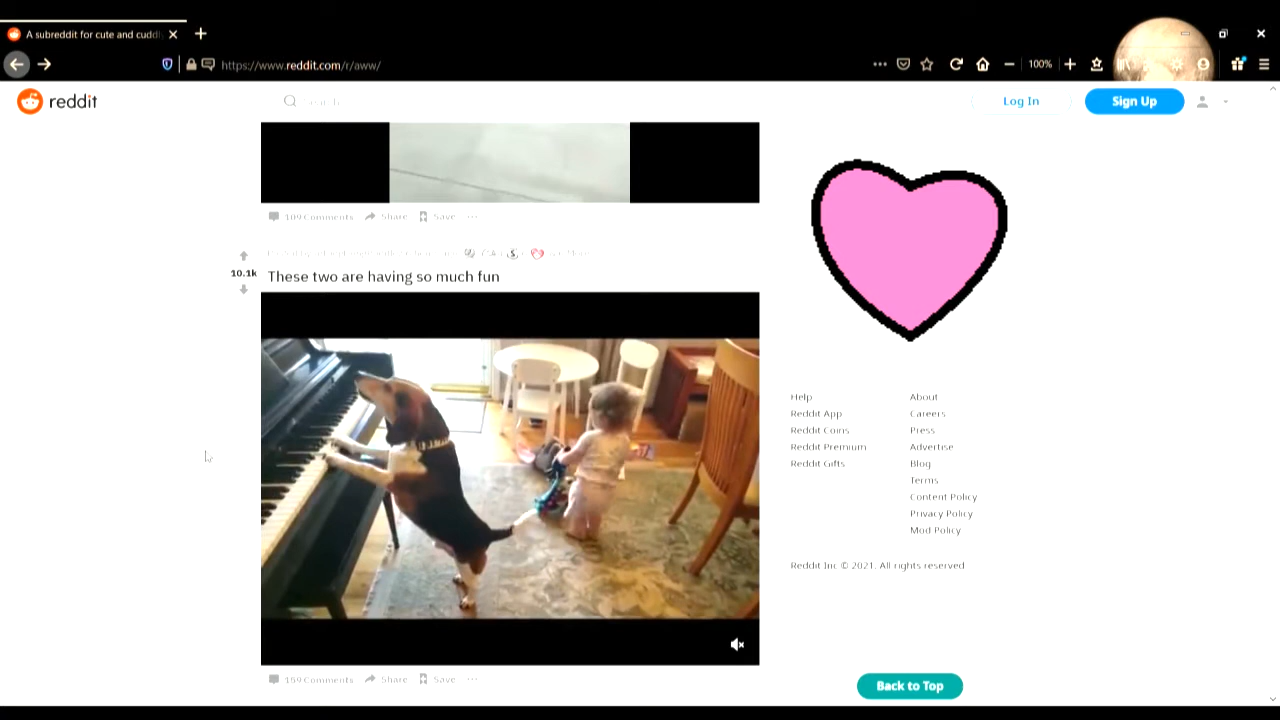 A subreddit for cute and cuddl
https://www.reddit.com/r/aww/
100%
reddit
Log In
Sign Up
189 Comments
Share
Save
10.1k
These two are having so much fun
159 Comments
Share
Save
Help
About
Reddit App
Careers
Reddit Coins
Press
Reddit Premium
Advertise
Reddit Gifts
Blog
Terms
Content Policy
Privacy Policy
Mod Policy
Reddit Inc © 2021. All rights reserved
Back to Top